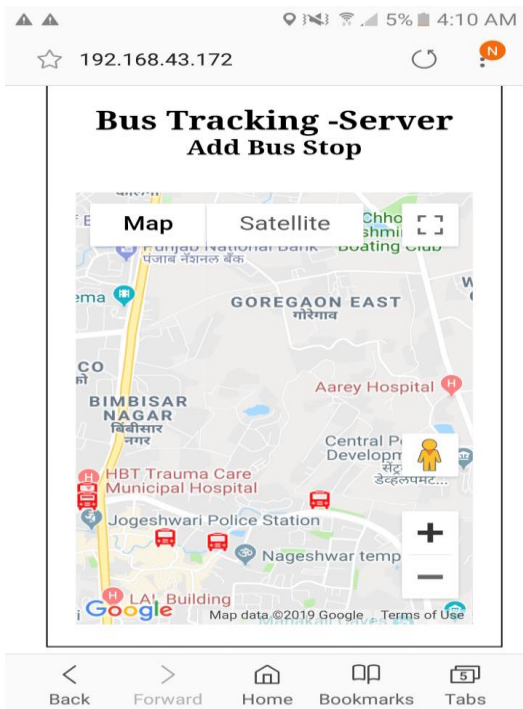 5% 4:10 AM
192.168.43.172
N
Bus Tracking -Server
Add Bus Stop
Map Satellite
Punjab National Bank
पंजाब नॅशनल बँक
Boating Club
GOREGAON EAST
गोरेगाव
BIMBISAR
NAGAR
बिंबीसार
नगर
Aarey Hospital H
HBT Trauma Care
Municipal Hospital
Jogeshwari Police Station
Nageshwar temp
LAL Building
Google
Map data ©2019 Google Terms of Use
Back Forward Home Bookmarks Tabs
5